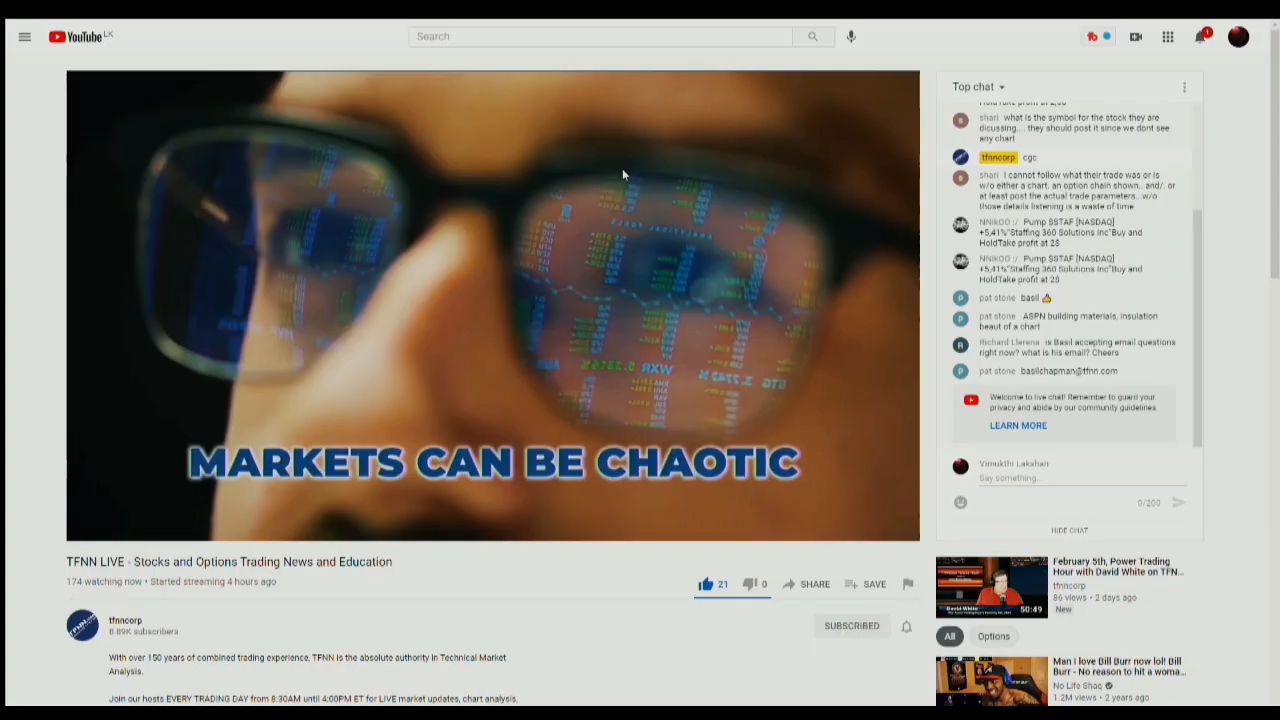 YouTube LK
Search
1
MARKETS CAN BE CHAOTIC
TFNN LIVE - Stocks and Options Trading News and Education
174 watching now • Started streaming 4 hours ago
21
0
SHARE
SAVE
tfnncorp
8.89K subscribers
SUBSCRIBED
With over 150 years of combined trading experience, TFNN is the absolute authority in Technical Market
Analysis.
Join our hosts EVERY TRADING DAY from 8:30AM until 4:00PM ET for LIVE market updates, chart analysis,
Top chat
shari what is the symbol for the stock they are
dicussing.... they should post it since we dont see
any chart
tfnncorp cgc
shari I cannot follow what their trade was or is
w/o either a chart, an option chain shown.. and/. or
at least post the actual trade parameters.. w/o
those details listening is a waste of time
NNikOO :/ Pump $STAF [NASDAQ]
+5,41%"Staffing 360 Solutions Inc"Buy and
HoldTake profit at 2$
NNikOO :/ Pump $STAF [NASDAQ]
+5,41%"Staffing 360 Solutions Inc"Buy and
HoldTake profit at 2$
pat stone basil 👍
pat stone ASPN building materials, insulation
beaut of a chart
Richard Llerena is Basil accepting email questions
right now? what is his email? Cheers
pat stone basilchapman@tfnn.com
Welcome to live chat! Remember to guard your
privacy and abide by our community guidelines.
LEARN MORE
Vimukthi Lakshan
Say something...
0/200
HIDE CHAT
February 5th, Power Trading
Hour with David White on TFN...
tfnncorp
86 views • 2 days ago
New
David White
50:49
All
Options
Man I love Bill Burr now lol! Bill
Burr - No reason to hit a woma...
No Life Shaq
1.2M views • 2 years ago